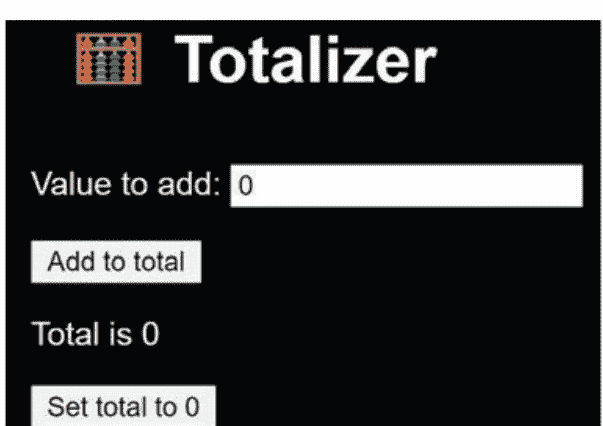 Totalizer
Value to add: 0
Add to total
Total is 0
Set total to 0